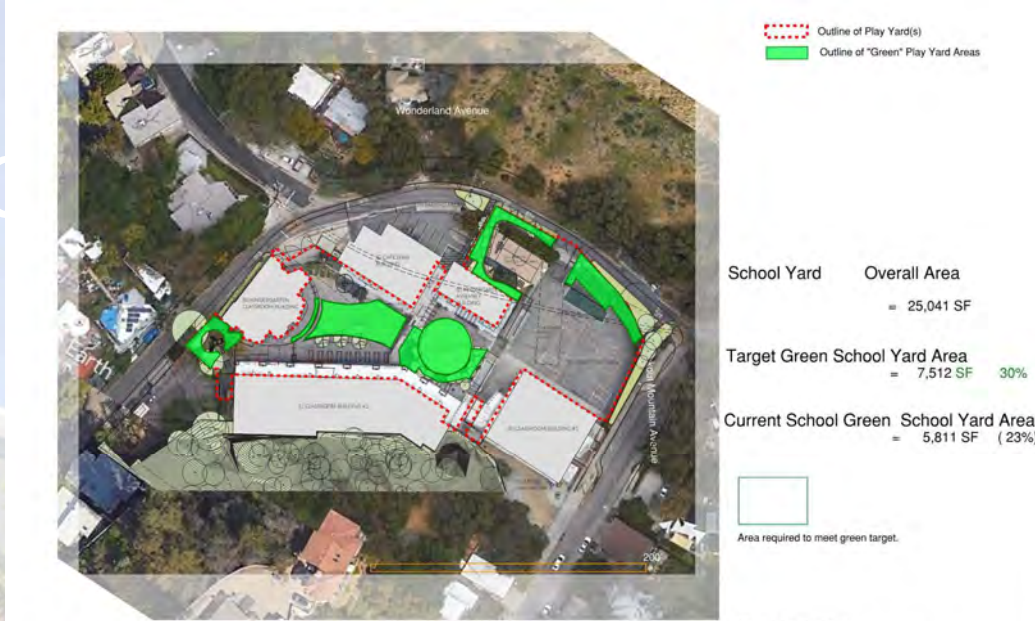 Outline of Play Yard(s)
Outline of "Green" Play Yard Areas
Wonderland Avenue
School Yard Overall Area
= 25,041 SF
Target Green School Yard Area
= 7,512 SF 30%
Current School Green School Yard Area
= 5,811 SF ( 23%)
Area required to meet green target.
Mountain Avenue
200